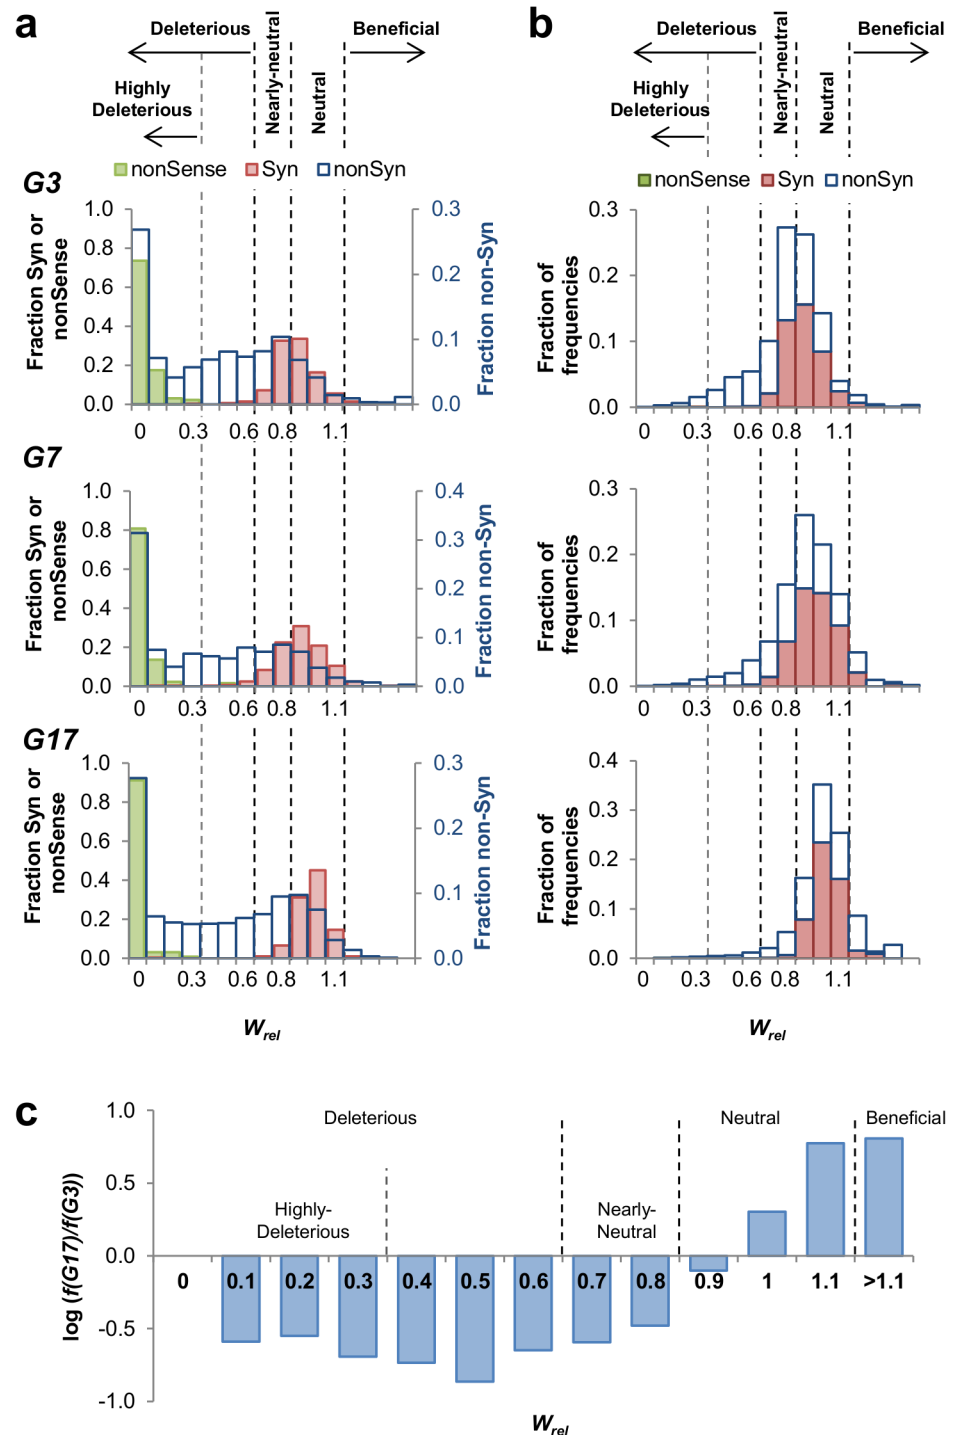 a
b
Deleterious
Nearly-neutral
Beneficial
Highly
Deleterious
Neutral
Deleterious
Nearly-neutral
Beneficial
Highly
Deleterious
Neutral
G3
nonSense Syn nonSyn
nonSense Syn nonSyn
Fraction Syn or
nonSense
1.0
0.8
0.6
0.4
0.2
0.0
0 0.3 0.6 0.8 1.1
0.3
0.2
0.1
0.0
Fraction non-Syn
Fraction of
frequencies
0.3
0.2
0.1
0.0
0 0.3 0.6 0.8 1.1
G7
Fraction Syn or
nonSense
1.0
0.8
0.6
0.4
0.2
0.0
0 0.3 0.6 0.8 1.1
0.4
0.3
0.2
0.1
0.0
Fraction non-Syn
Fraction of
frequencies
0.3
0.2
0.1
0.0
0 0.3 0.6 0.8 1.1
G17
Fraction Syn or
nonSense
1.0
0.8
0.6
0.4
0.2
0.0
0 0.3 0.6 0.8 1.1
0.3
0.2
0.1
0.0
Fraction non-Syn
Fraction of
frequencies
0.4
0.3
0.2
0.1
0.0
0 0.3 0.6 0.8 1.1
Wrel
Wrel
c
log (f(G17)/f(G3))
1.0
0.5
0.0
-0.5
-1.0
Deleterious
Neutral
Beneficial
Highly-
Deleterious
Nearly-
Neutral
0 0.1 0.2 0.3 0.4 0.5 0.6 0.7 0.8 0.9 1 1.1 >1.1
Wrel